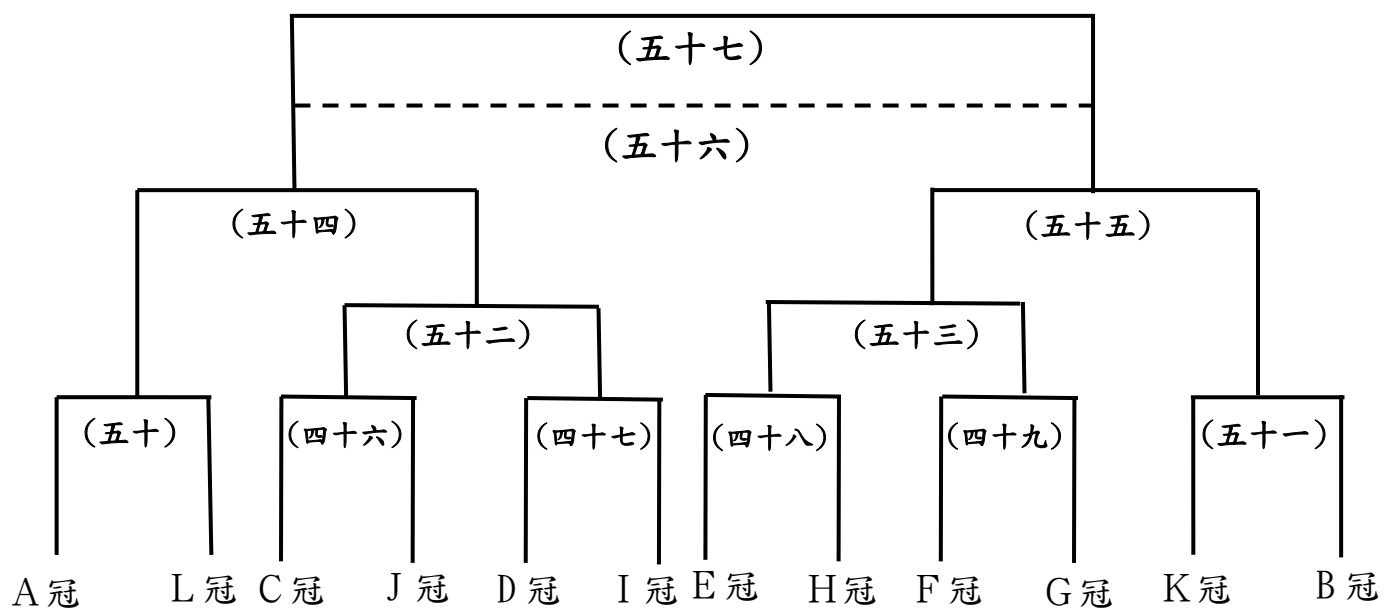 (五十七)
(五十六)
(五十四)
(五十五)
(五十二)
(五十三)
(五十)
(四十六)
(四十七)
(四十八)
(四十九)
(五十一)
A冠
L冠
C冠
J冠
D冠
I冠
E冠
H冠
F冠
G冠
K冠
B冠